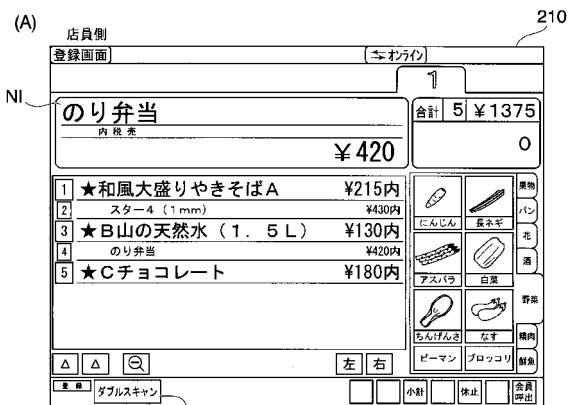 (A)
店員側
210
登録画面
オンライン
1
NI
のり弁当
内税売
¥420
合計 5 ¥1375
0
1 ★和風大盛りやきそばA ¥215内
2 スター4（1mm） ¥430内
3 ★B山の天然水（1．5L） ¥130内
4 のり弁当 ¥420内
5 ★Cチョコレート ¥180内
にんじん
長ネギ
アスパラ
白菜
ちんげんさ
なす
ピーマン
ブロッコリ
果物
パン
花
酒
野菜
精肉
鮮魚
△ △
左 右
登録
ダブルスキャン
小計
休止
会員呼出